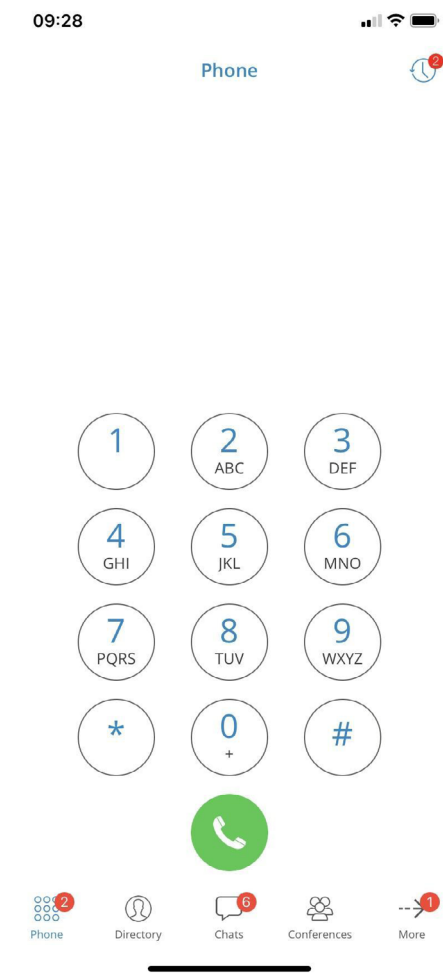 09:28
Phone
2
1 2 3
ABC DEF
4 5 6
GHI JKL MNO
7 8 9
PQRS TUV WXYZ
* 0 #
+
2 6 1
Phone Directory Chats Conferences More